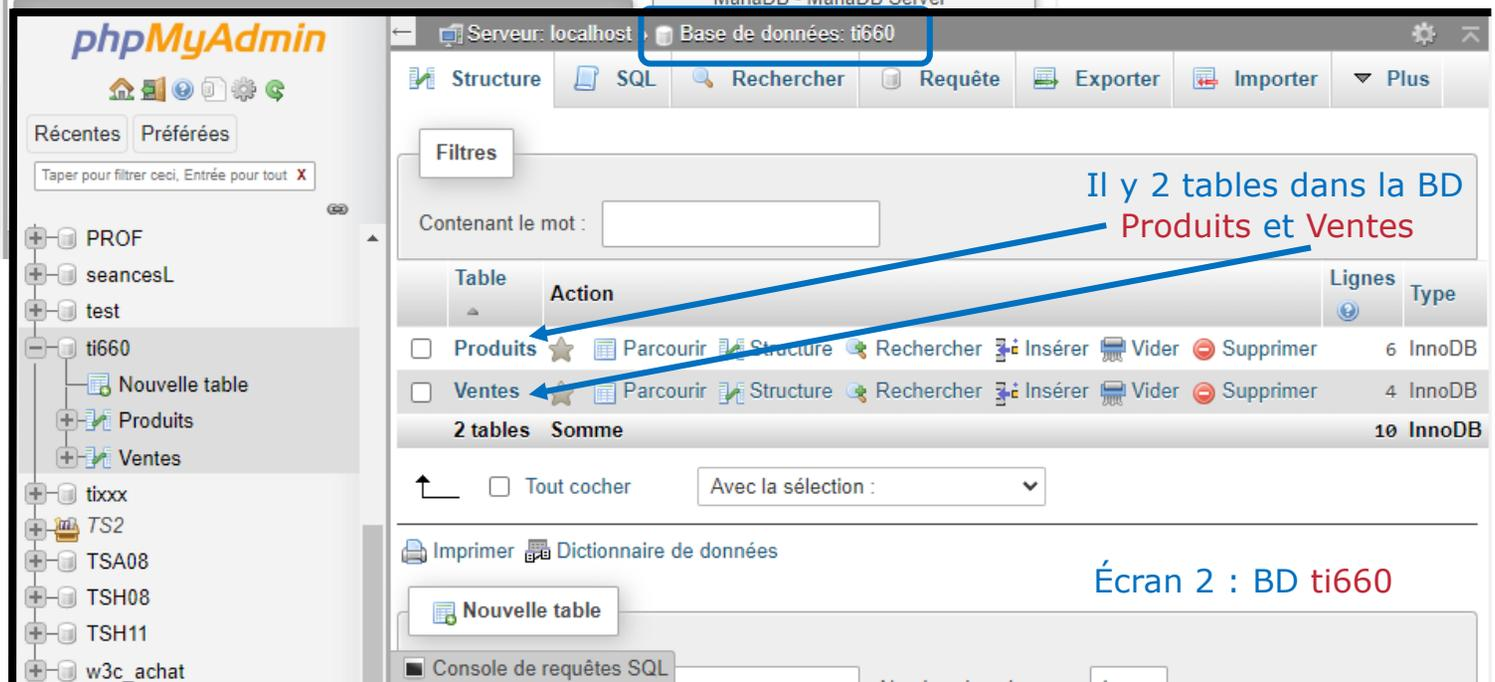 MariaDB - MariaDB Server
phpMyAdmin
Récentes Préférées
Taper pour filtrer ceci, Entrée pour tout X
PROF
seancesL
test
ti660
Nouvelle table
Produits
Ventes
tixxx
TS2
TSA08
TSH08
TSH11
w3c_achat
Serveur: localhost » Base de données: ti660
Structure SQL Rechercher Requête Exporter Importer Plus
Filtres
Il y 2 tables dans la BD
Contenant le mot :
Produits et Ventes
Table Action Lignes Type
Produits Parcourir Structure Rechercher Insérer Vider Supprimer 6 InnoDB
Ventes Parcourir Structure Rechercher Insérer Vider Supprimer 4 InnoDB
2 tables Somme 10 InnoDB
Tout cocher Avec la sélection :
Imprimer Dictionnaire de données
Écran 2 : BD ti660
Nouvelle table
Console de requêtes SQL